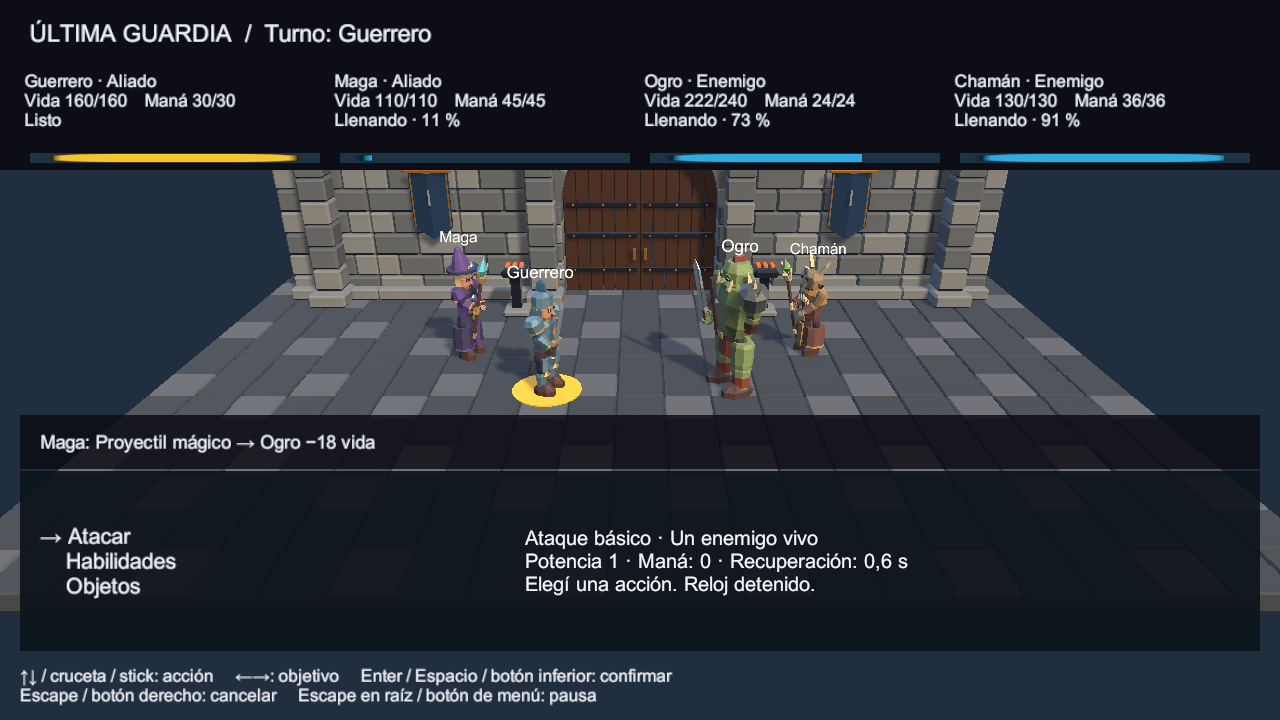 ÚLTIMA GUARDIA / Turno: Guerrero
Guerrero · Aliado
Vida 160/160 Maná 30/30
Listo
Maga · Aliado
Vida 110/110 Maná 45/45
Llenando · 11 %
Ogro · Enemigo
Vida 222/240 Maná 24/24
Llenando · 73 %
Chamán · Enemigo
Vida 130/130 Maná 36/36
Llenando · 91 %
Maga
Guerrero
Ogro
Chamán
Maga: Proyectil mágico → Ogro −18 vida
→ Atacar
Habilidades
Objetos
Ataque básico · Un enemigo vivo
Potencia 1 · Maná: 0 · Recuperación: 0,6 s
Elegí una acción. Reloj detenido.
↑↓ / cruceta / stick: acción ←→: objetivo Enter / Espacio / botón inferior: confirmar
Escape / botón derecho: cancelar Escape en raíz / botón de menú: pausa